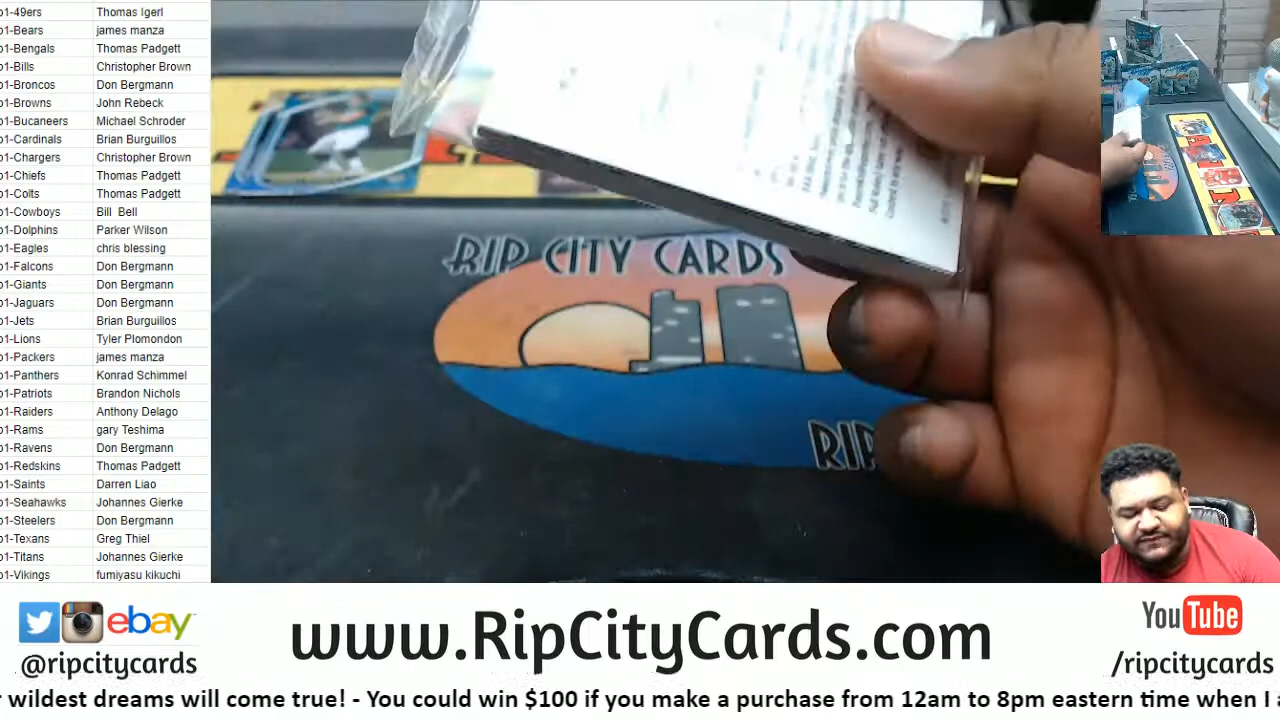 o1-49ers Thomas Igerl
o1-Bears james manza
o1-Bengals Thomas Padgett
o1-Bills Christopher Brown
o1-Broncos Don Bergmann
o1-Browns John Rebeck
o1-Bucaneers Michael Schroder
o1-Cardinals Brian Burguillos
o1-Chargers Christopher Brown
o1-Chiefs Thomas Padgett
o1-Colts Thomas Padgett
o1-Cowboys Bill Bell
o1-Dolphins Parker Wilson
o1-Eagles chris blessing
o1-Falcons Don Bergmann
o1-Giants Don Bergmann
o1-Jaguars Don Bergmann
o1-Jets Brian Burguillos
o1-Lions Tyler Plomondon
o1-Packers james manza
o1-Panthers Konrad Schimmel
o1-Patriots Brandon Nichols
o1-Raiders Anthony Delago
o1-Rams gary Teshima
o1-Ravens Don Bergmann
o1-Redskins Thomas Padgett
o1-Saints Darren Liao
o1-Seahawks Johannes Gierke
o1-Steelers Don Bergmann
o1-Texans Greg Thiel
o1-Titans Johannes Gierke
o1-Vikings fumiyasu kikuchi
RIP CITY CARDS
RIP
ebay
@ripcitycards
www.RipCityCards.com
YouTube
/ripcitycards
r wildest dreams will come true! - You could win $100 if you make a purchase from 12am to 8pm eastern time when I a